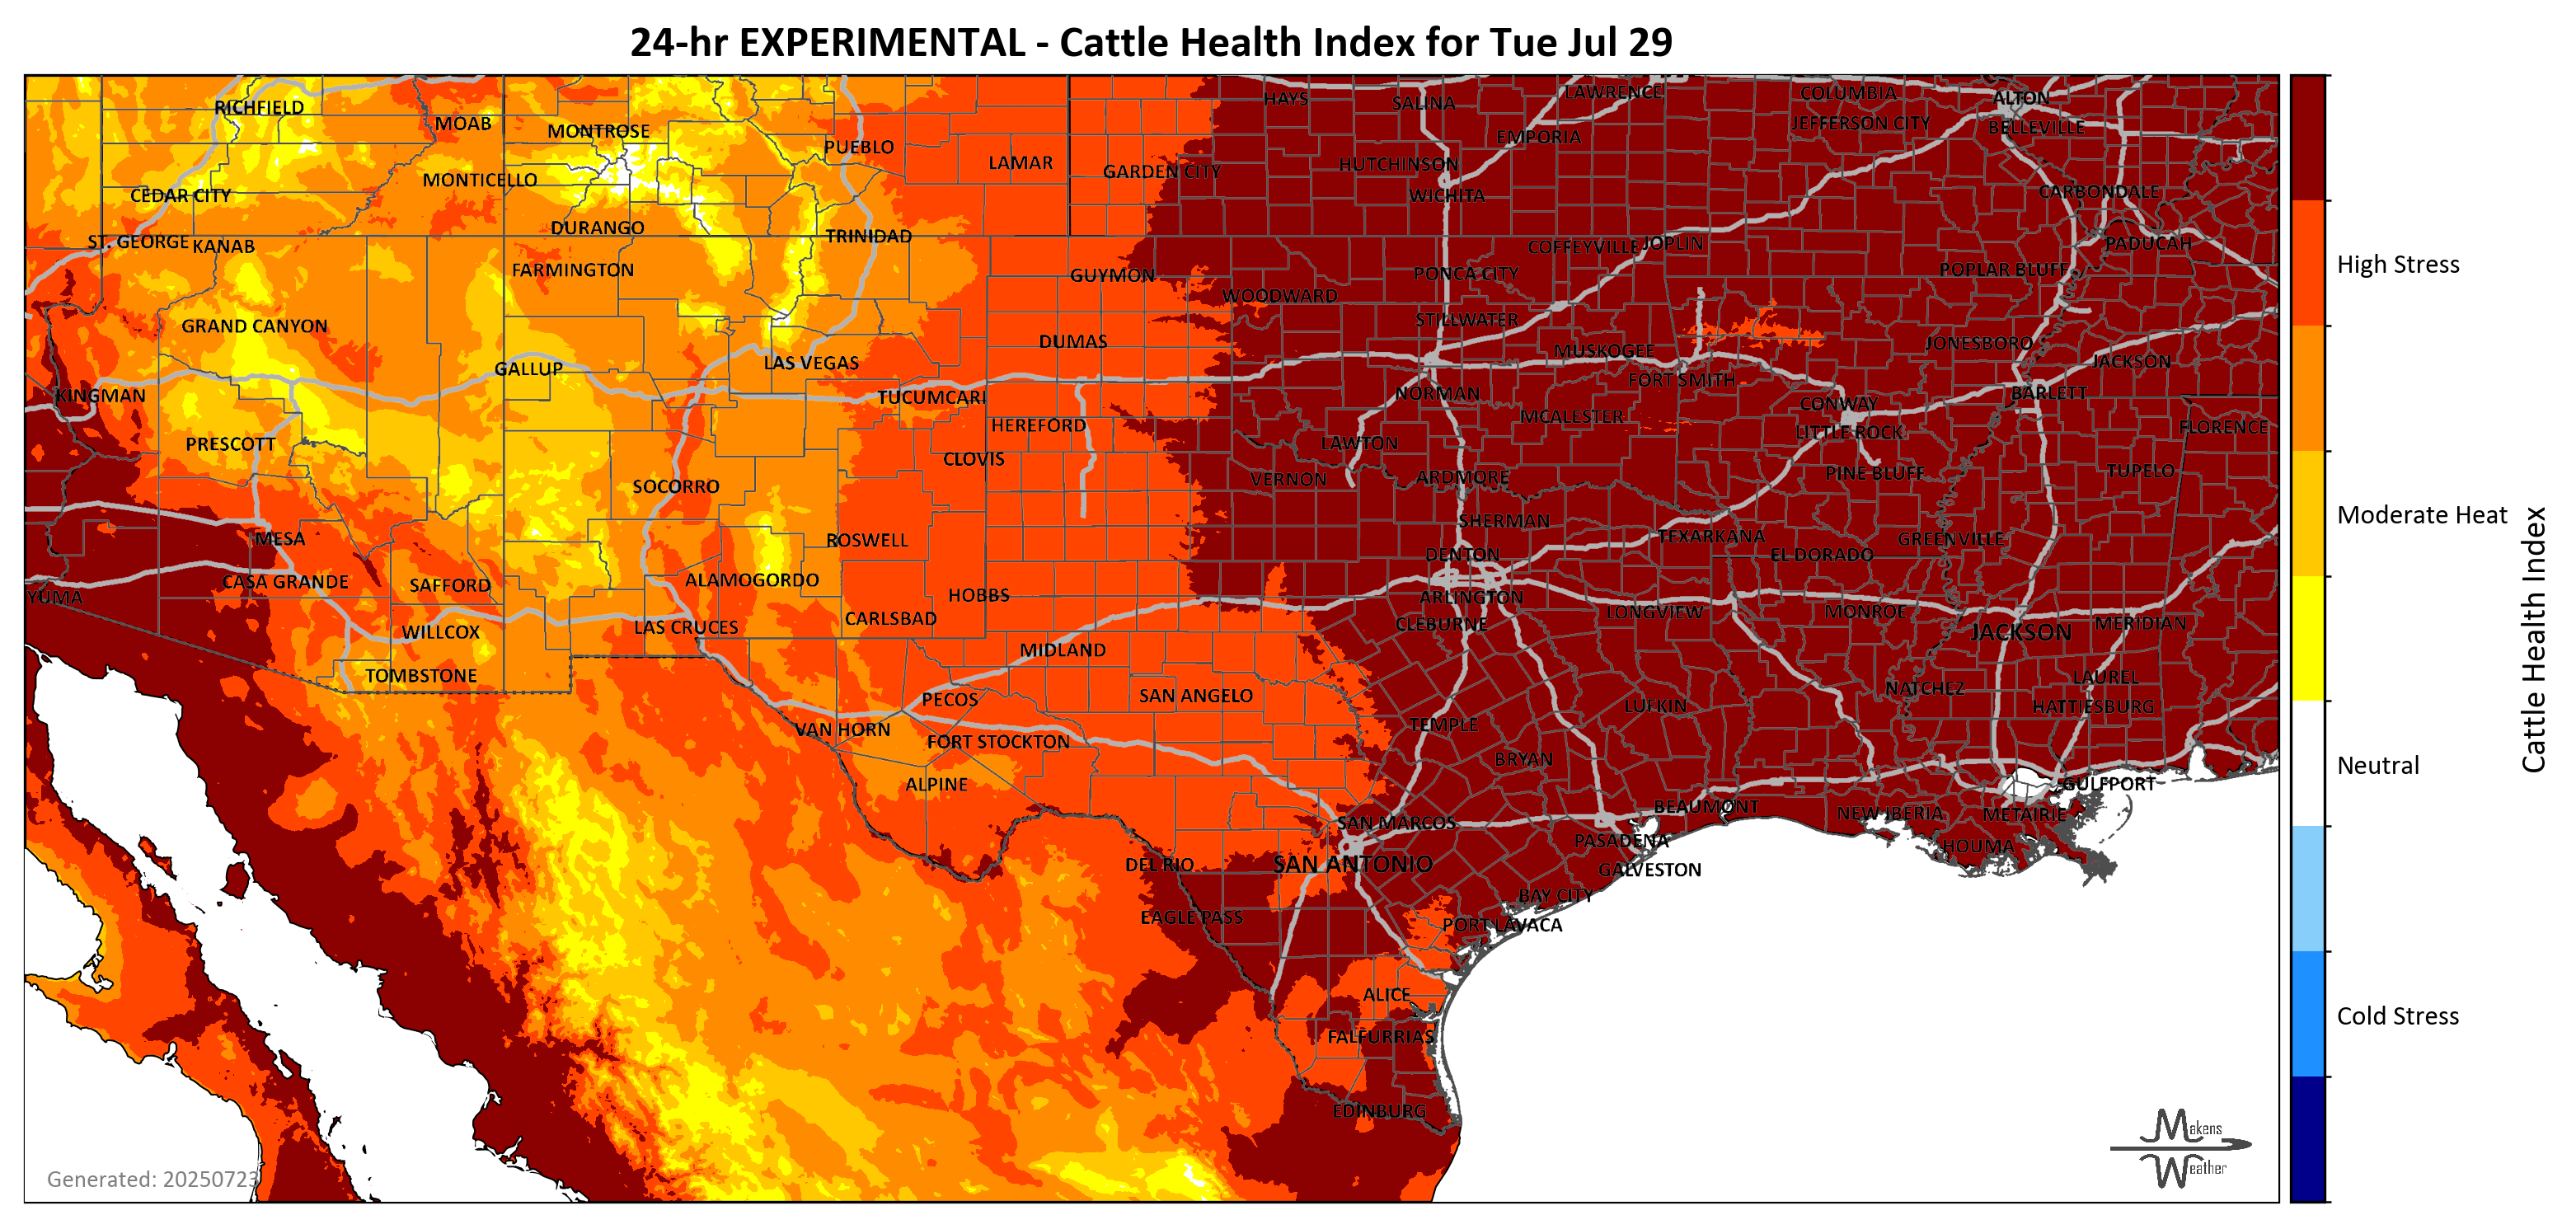 24-hr EXPERIMENTAL - Cattle Health Index for Tue Jul 29
RICHFIELD
MOAB
MONTROSE
PUEBLO
LAMAR
GARDEN CITY
HAYS
SALINA
LAWRENCE
COLUMBIA
ALTON
EMPORIA
JEFFERSON CITY
BELLEVILLE
CEDAR CITY
MONTICELLO
HUTCHINSON
WICHITA
CARBONDALE
ST. GEORGE
KANAB
DURANGO
TRINIDAD
COFFEYVILLE
JOPLIN
PADUCAH
FARMINGTON
GUYMON
PONCA CITY
POPLAR BLUFF
WOODWARD
GRAND CANYON
DUMAS
STILLWATER
MUSKOGEE
JONESBORO
JACKSON
GALLUP
LAS VEGAS
FORT SMITH
KINGMAN
TUCUMCARI
NORMAN
CONWAY
BARLETT
PRESCOTT
HEREFORD
LAWTON
MCALESTER
LITTLE ROCK
FLORENCE
CLOVIS
VERNON
ARDMORE
PINE BLUFF
TUPELO
SOCORRO
SHERMAN
MESA
ROSWELL
DENTON
TEXARKANA
EL DORADO
GREENVILLE
YUMA
CASA GRANDE
SAFFORD
ALAMOGORDO
HOBBS
ARLINGTON
LONGVIEW
MONROE
WILLCOX
LAS CRUCES
CARLSBAD
CLEBURNE
JACKSON
MERIDIAN
TOMBSTONE
MIDLAND
PECOS
SAN ANGELO
NATCHEZ
LAUREL
VAN HORN
FORT STOCKTON
TEMPLE
LUFKIN
HATTIESBURG
ALPINE
BRYAN
GULFPORT
SAN MARCOS
BEAUMONT
NEW IBERIA
METAIRIE
DEL RIO
SAN ANTONIO
PASADENA
HOUMA
GALVESTON
EAGLE PASS
BAY CITY
PORT LAVACA
ALICE
FALFURRIAS
EDINBURG
High Stress
Moderate Heat
Neutral
Cold Stress
Cattle Health Index
Generated: 20250723
Makens
Weather